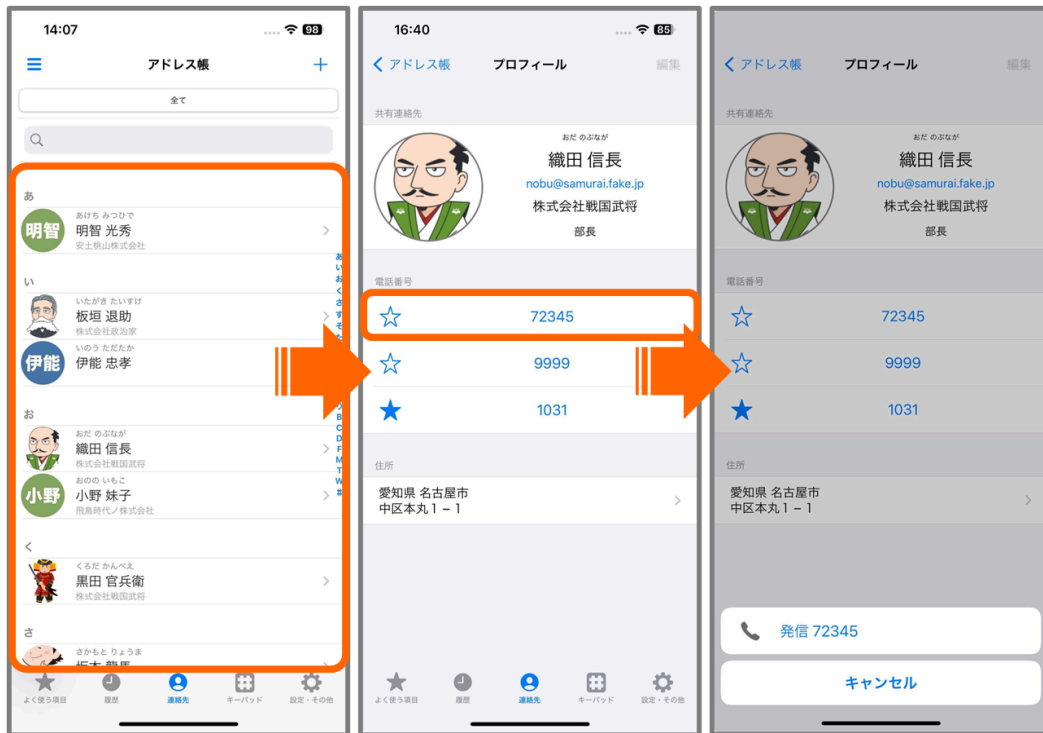 14:07
98
アドレス帳
全て
あ
明智
あけち みつひで
明智 光秀
安土桃山株式会社
い
いたがき たいすけ
板垣 退助
株式会社政治家
伊能
いのう ただたか
伊能 忠孝
お
おだ のぶなが
織田 信長
株式会社戦国武将
小野
おのの いもこ
小野 妹子
飛鳥時代ノ株式会社
く
くろだ かんべえ
黒田 官兵衛
株式会社戦国武将
さ
さかもと りょうま
坂本 龍馬
あ
い
お
く
さ
す
そ
B
C
D
F
M
T
W
#
よく使う項目
履歴
連絡先
キーパッド
設定・その他
16:40
85
アドレス帳
プロフィール
編集
共有連絡先
おだ のぶなが
織田 信長
nobu@samurai.fake.jp
株式会社戦国武将
部長
電話番号
72345
9999
1031
住所
愛知県 名古屋市
中区本丸1－1
よく使う項目
履歴
連絡先
キーパッド
設定・その他
アドレス帳
プロフィール
編集
共有連絡先
おだ のぶなが
織田 信長
nobu@samurai.fake.jp
株式会社戦国武将
部長
電話番号
72345
9999
1031
住所
愛知県 名古屋市
中区本丸1－1
発信 72345
キャンセル